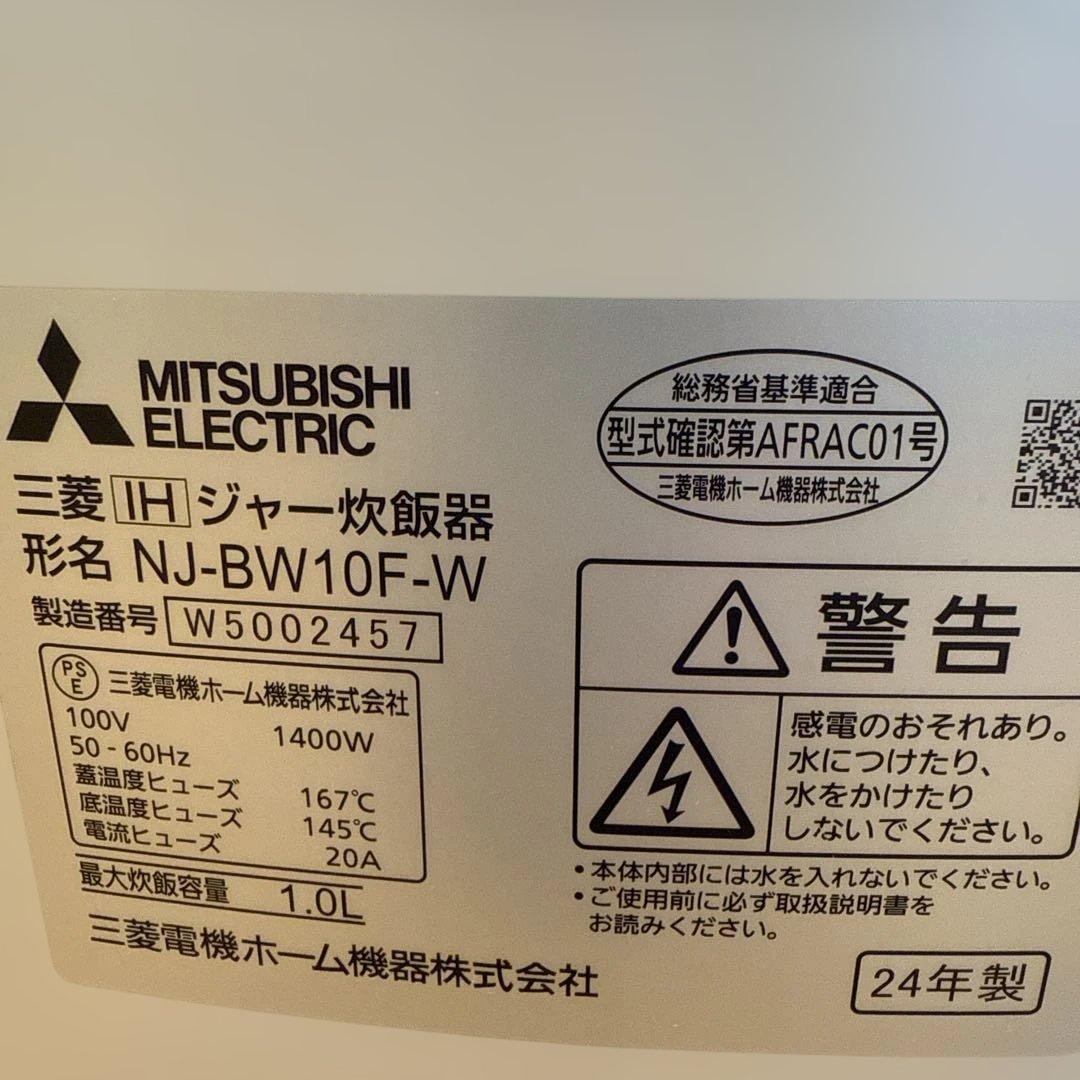 MITSUBISHI
ELECTRIC
三菱 IH ジャー炊飯器
形名 NJ-BW10F-W
製造番号 W5002457
PS
E
三菱電機ホーム機器株式会社
100V 1400W
50-60Hz
蓋温度ヒューズ 167℃
底温度ヒューズ 145℃
電流ヒューズ 20A
最大炊飯容量 1.0L
三菱電機ホーム機器株式会社
総務省基準適合
型式確認第AFRAC01号
三菱電機ホーム機器株式会社
警告
感電のおそれあり。
水につけたり、
水をかけたり
しないでください。
・本体内部には水を入れないでください。
・ご使用前に必ず取扱説明書を
お読みください。
24年製